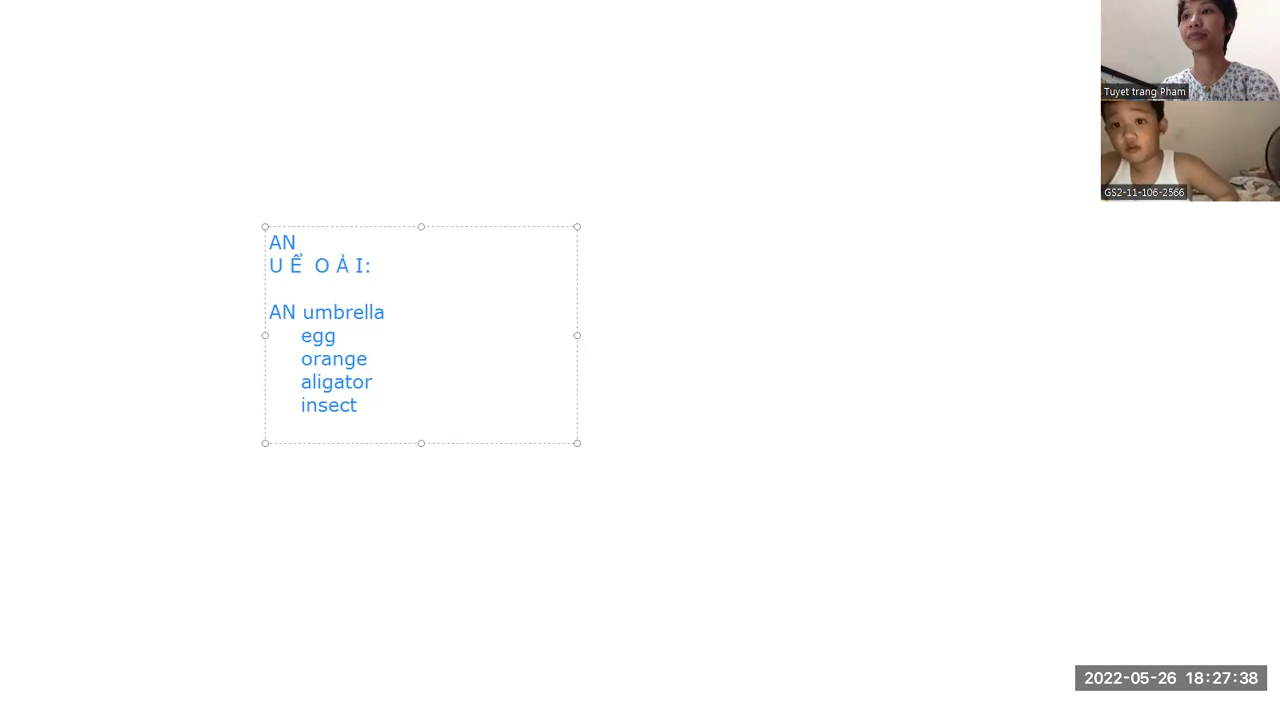 Tuyet trang Pham
GS2-11-106-2566
AN
U Ể O Ả I:
AN umbrella
egg
orange
aligator
insect
2022-05-26 18:27:38